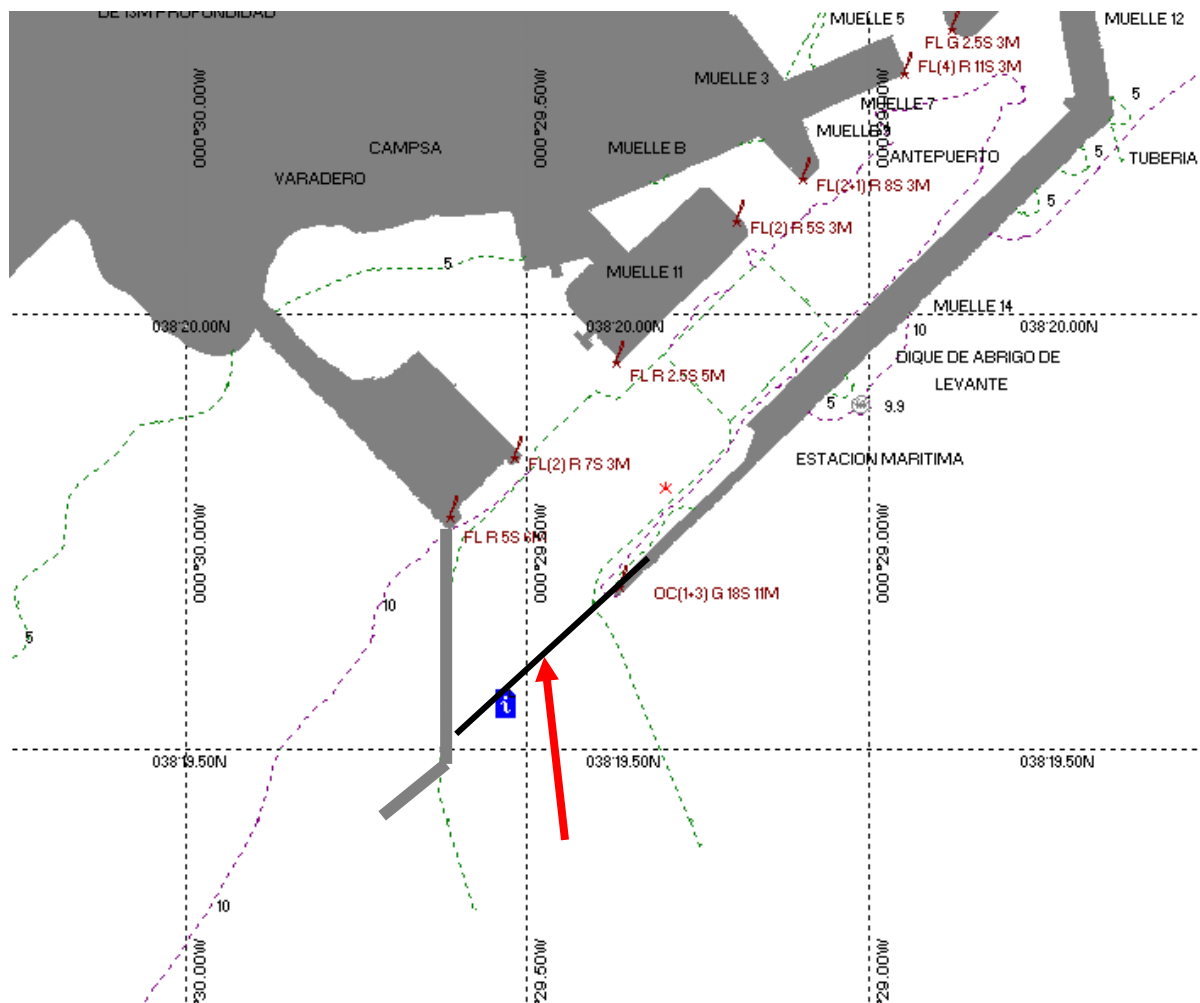 DE 13M PROFUNDIDAD
MUELLE 5
MUELLE 12
FL G 2.5S 3M
FL(4) R 11S 3M
MUELLE 3
000°30.00W
000°29.50W
000°29.00W
5
MUELLE 7
MUELLE 9
CAMPSA
MUELLE B
ANTEPUERTO
5
TUBERIA
VARADERO
FL(2+1) R 8S 3M
5
FL(2) R 5S 3M
5
MUELLE 11
MUELLE 14
038°20.00N
038°20.00N
038°20.00N
10
DIQUE DE ABRIGO DE
LEVANTE
FL R 2.5S 5M
5
9.9
ESTACION MARITIMA
FL(2) R 7S 3M
FL R 5S 6M
000°30.00W
000°29.50W
000°29.00W
OC(1+3) G 18S 11M
10
5
i
038°19.50N
038°19.50N
038°19.50N
10
°30.00W
°29.50W
000°29.00W